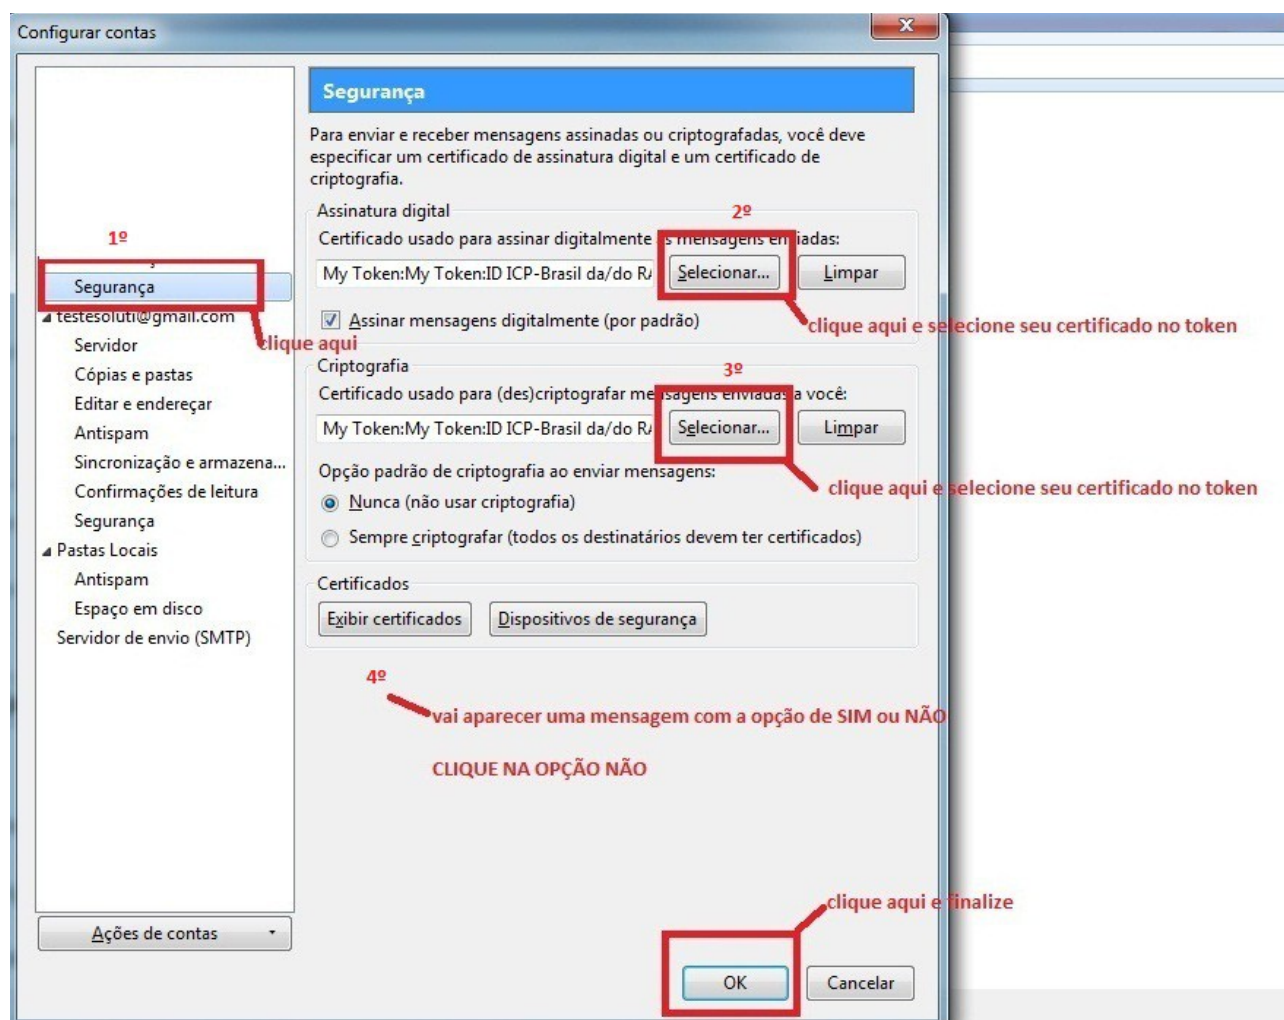 Configurar contas
X
Segurança
Para enviar e receber mensagens assinadas ou criptografadas, você deve
especificar um certificado de assinatura digital e um certificado de
criptografia.
Assinatura digital
2º
1º
Certificado usado para assinar digitalmente as mensagens enviadas:
My Token:My Token:ID ICP-Brasil da/do RA
Selecionar...
Limpar
Segurança
clique aqui
Assinar mensagens digitalmente (por padrão)
clique aqui e selecione seu certificado no token
testesoluti@gmail.com
Servidor
Cópias e pastas
Editar e endereçar
Antispam
Sincronização e armazena...
Confirmações de leitura
Segurança
Pastas Locais
Antispam
Espaço em disco
Servidor de envio (SMTP)
Criptografia
3º
Certificado usado para (des)criptografar mensagens enviadas a você:
My Token:My Token:ID ICP-Brasil da/do RA
Selecionar...
Limpar
Opção padrão de criptografia ao enviar mensagens:
clique aqui e selecione seu certificado no token
Nunca (não usar criptografia)
Sempre criptografar (todos os destinatários devem ter certificados)
Certificados
Exibir certificados
Dispositivos de segurança
4º
vai aparecer uma mensagem com a opção de SIM ou NÃO
CLIQUE NA OPÇÃO NÃO
clique aqui e finalize
Ações de contas
OK
Cancelar